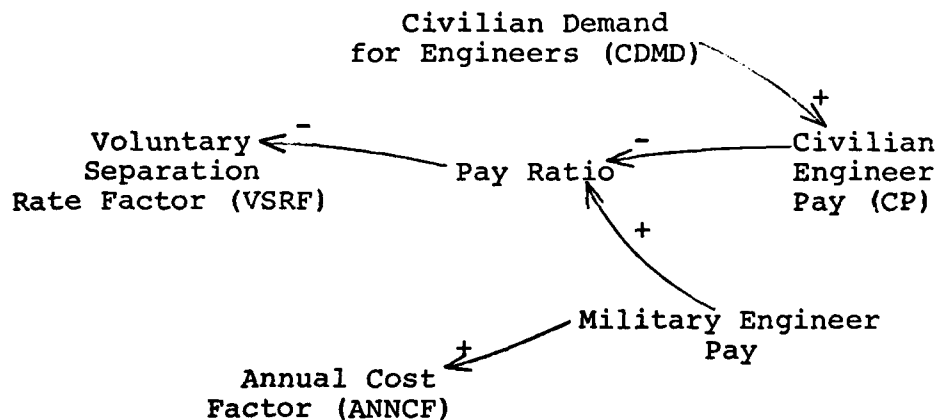 Civilian Demand
for Engineers (CDMD)
+
Voluntary
Separation
Rate Factor (VSRF)
-
Pay Ratio
-
Civilian
Engineer
Pay (CP)
+
Military Engineer
Pay
+
Annual Cost
Factor (ANNCF)